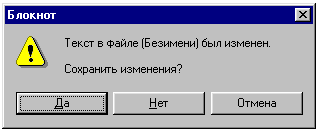 Блокнот
Текст в файле (Безимени) был изменен.
Сохранить изменения?
Да
Нет
Отмена